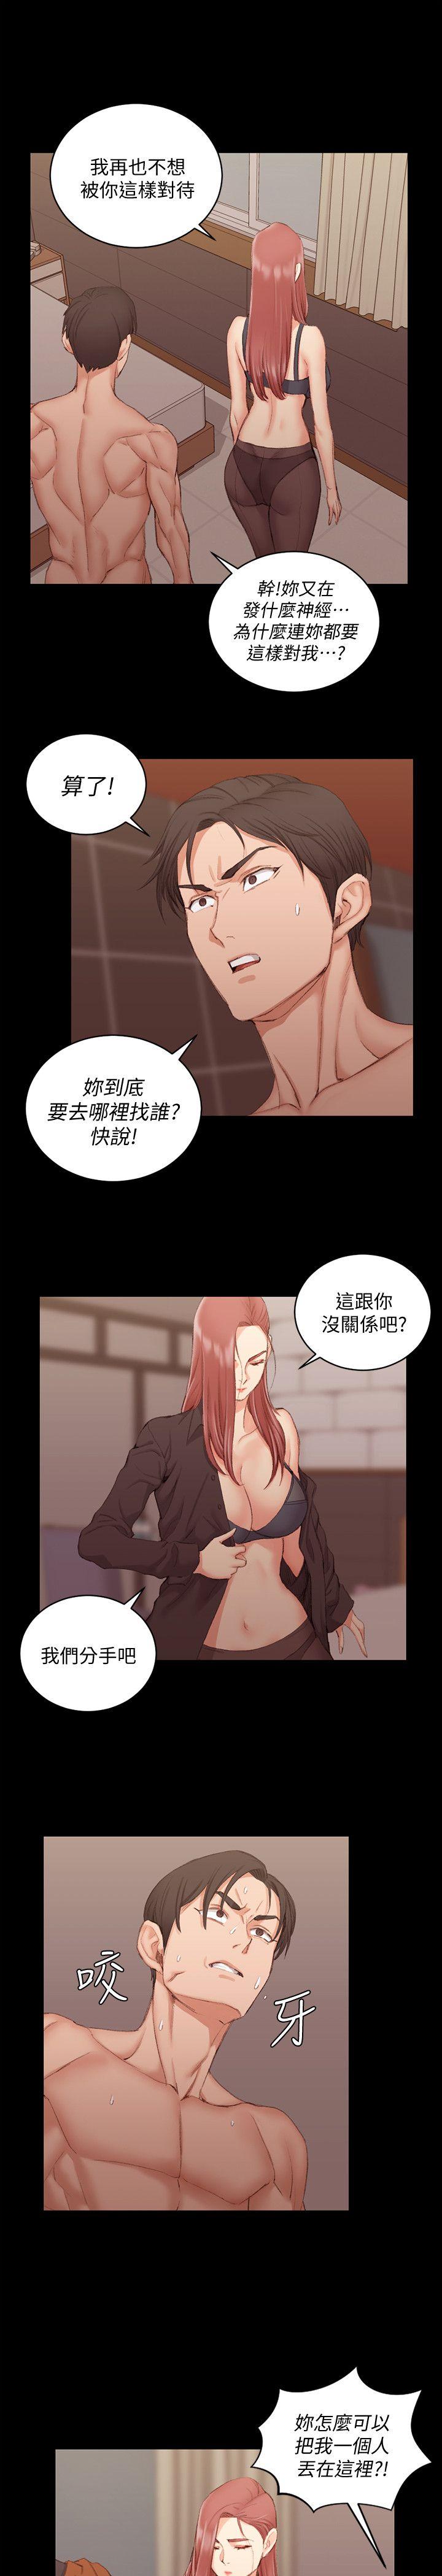 我再也不想
被你這樣對待
幹!妳又在
發什麼神經⋯
為什麼連妳都要
這樣對我⋯?
算了!
妳到底
要去哪裡找誰?
快說!
這跟你
沒關係吧?
我們分手吧
咬
牙
妳怎麼可以
把我一個人
丟在這裡?!